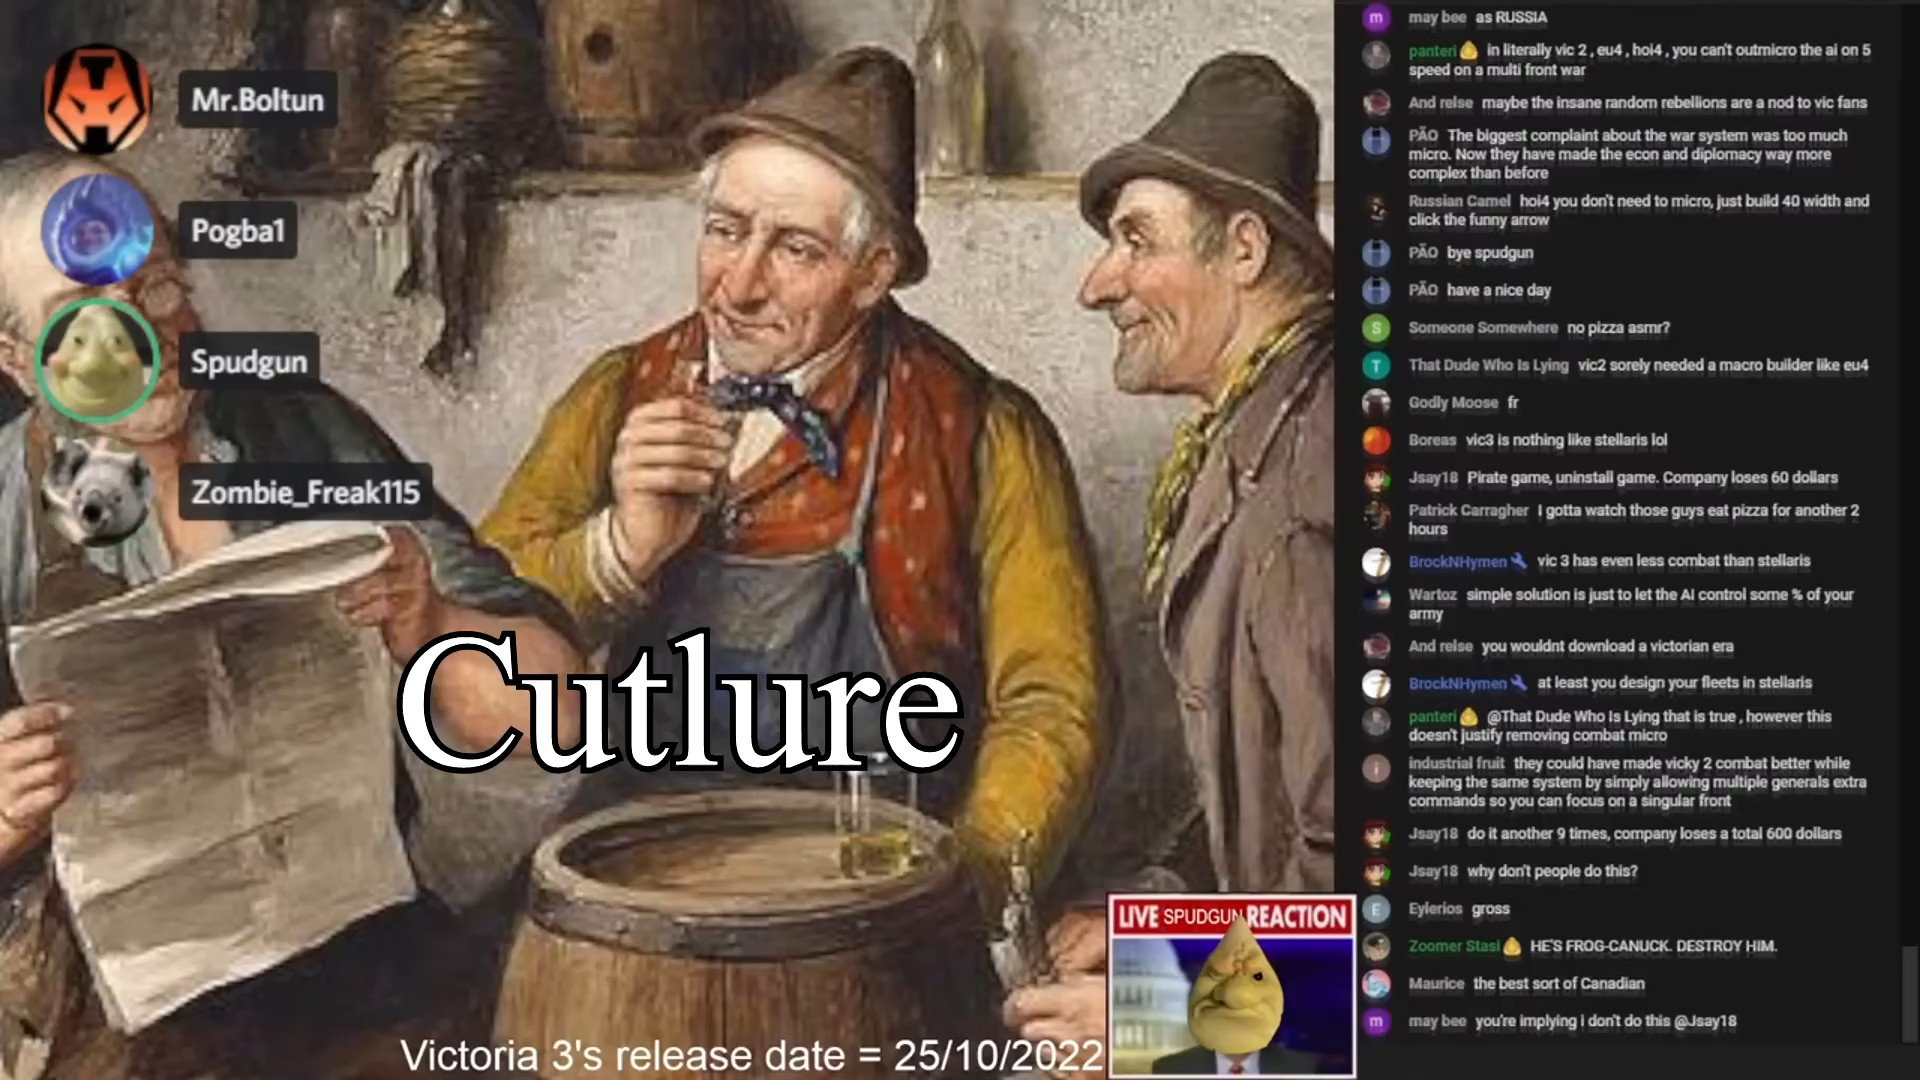 Mr.Boltun
Pogba1
Spudgun
Zombie_Freak115
Cutlure
Victoria 3's release date = 25/10/2022
LIVE SPUDGUN REACTION
may bee as RUSSIA
panteri in literally vic 2 , eu4 , hoi4 , you can't outmicro the ai on 5
speed on a multi front war
And relse maybe the insane random rebellions are a nod to vic fans
PÃO The biggest complaint about the war system was too much
micro. Now they have made the econ and diplomacy way more
complex than before
Russian Camel hoi4 you don't need to micro, just build 40 width and
click the funny arrow
PÃO bye spudgun
PÃO have a nice day
S
Someone Somewhere no pizza asmr?
T
That Dude Who Is Lying vic2 sorely needed a macro builder like eu4
Godly Moose fr
Boreas vic3 is nothing like stellaris lol
Jsay18 Pirate game, uninstall game. Company loses 60 dollars
Patrick Carragher I gotta watch those guys eat pizza for another 2
hours
BrockNHymen vic 3 has even less combat than stellaris
Wartoz simple solution is just to let the AI control some % of your
army
And relse you wouldnt download a victorian era
BrockNHymen at least you design your fleets in stellaris
panteri @That Dude Who Is Lying that is true , however this
doesn't justify removing combat micro
i
industrial fruit they could have made vicky 2 combat better while
keeping the same system by simply allowing multiple generals extra
commands so you can focus on a singular front
Jsay18 do it another 9 times, company loses a total 600 dollars
Jsay18 why don't people do this?
E
Eylerios gross
Zoomer Stasi HE'S FROG-CANUCK. DESTROY HIM.
Maurice the best sort of Canadian
m
may bee you're implying i don't do this @Jsay18